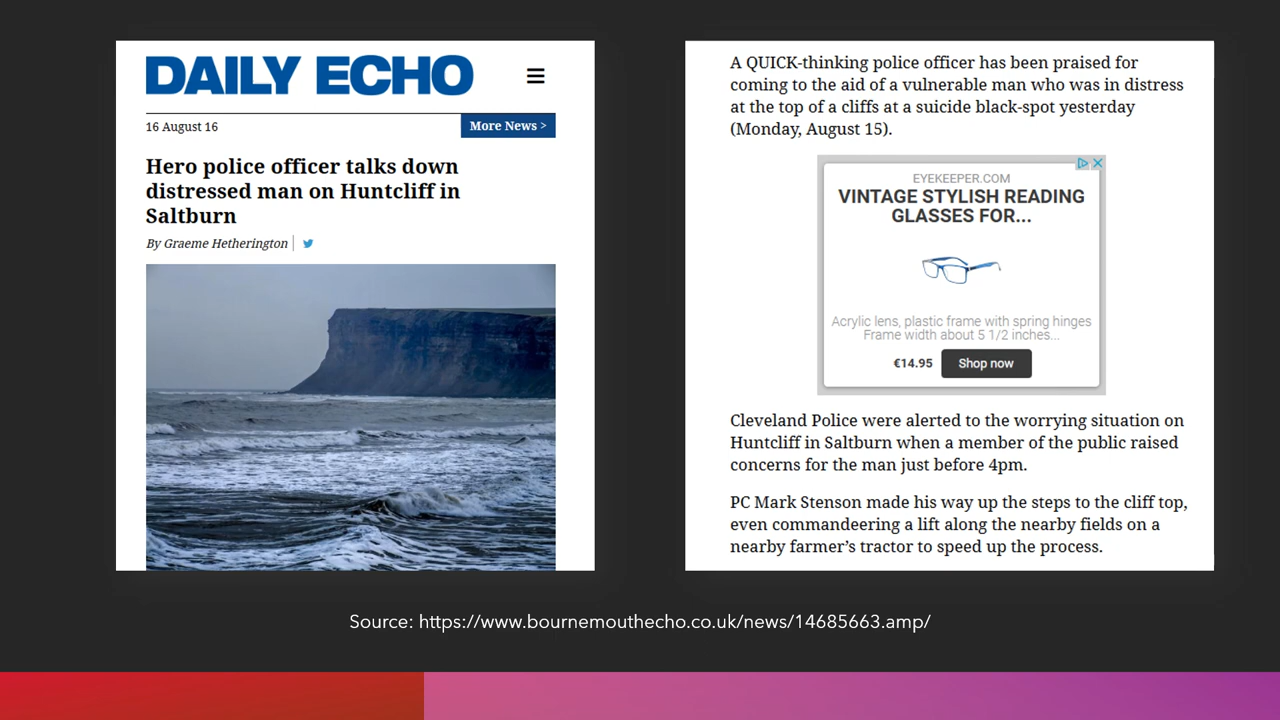 DAILY ECHO
16 August 16
More News >
Hero police officer talks down
distressed man on Huntcliff in
Saltburn
By Graeme Hetherington
A QUICK-thinking police officer has been praised for
coming to the aid of a vulnerable man who was in distress
at the top of a cliffs at a suicide black-spot yesterday
(Monday, August 15).
EYEKEEPER.COM
VINTAGE STYLISH READING
GLASSES FOR...
Acrylic lens, plastic frame with spring hinges
Frame width about 5 1/2 inches...
€14.95
Shop now
Cleveland Police were alerted to the worrying situation on
Huntcliff in Saltburn when a member of the public raised
concerns for the man just before 4pm.
PC Mark Stenson made his way up the steps to the cliff top,
even commandeering a lift along the nearby fields on a
nearby farmer’s tractor to speed up the process.
Source: https://www.bournemouthecho.co.uk/news/14685663.amp/